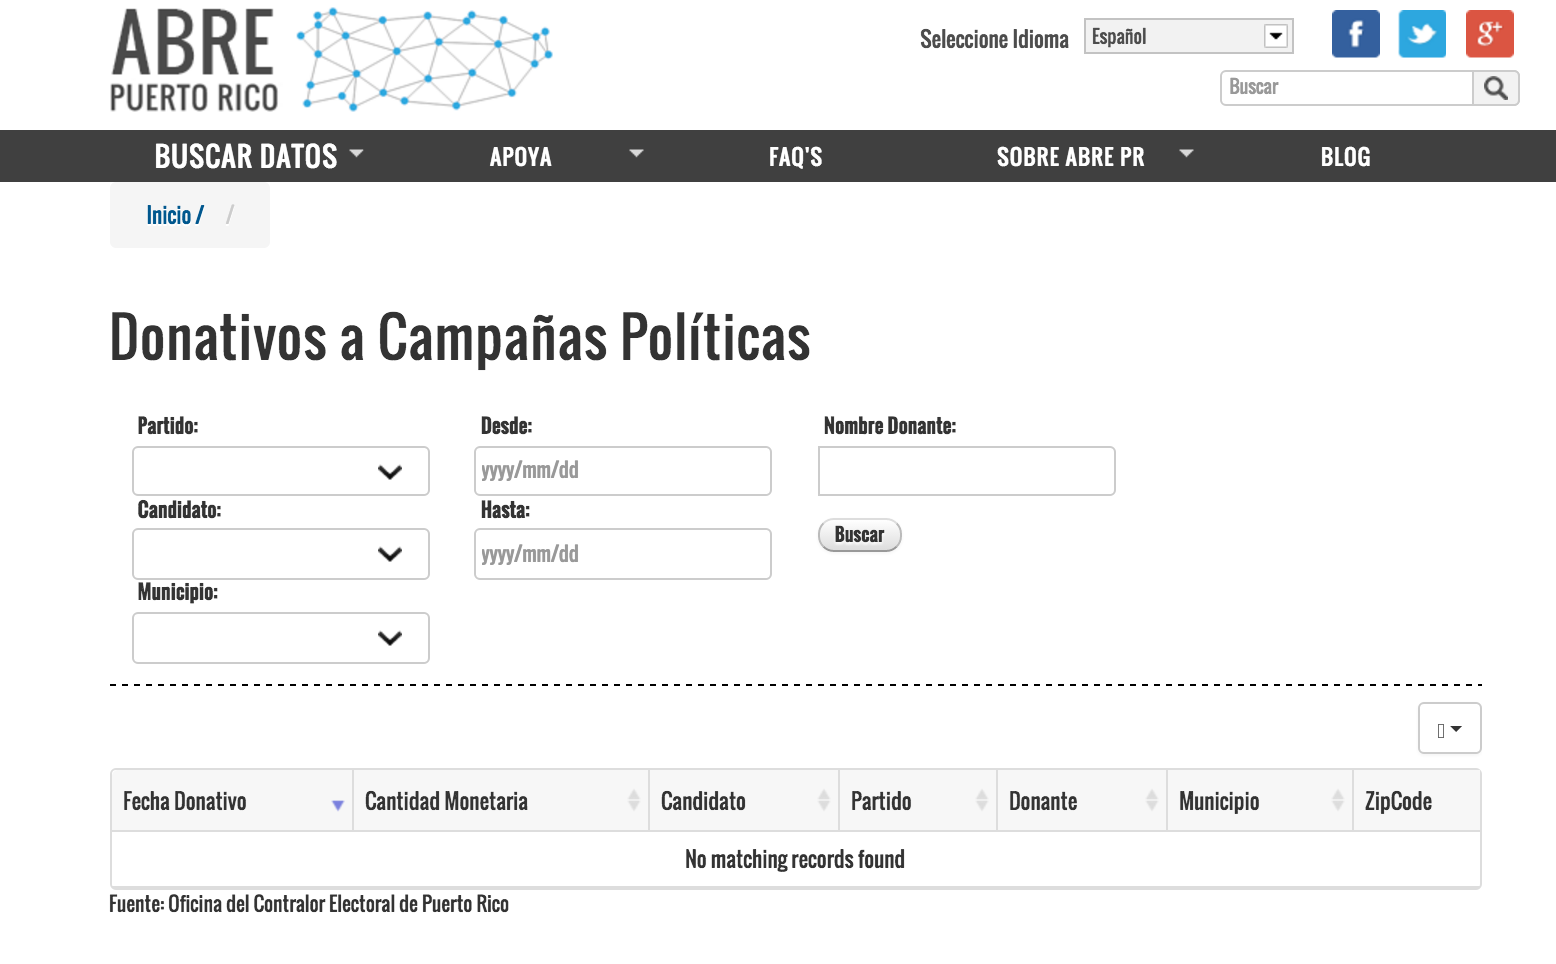 ABRE
PUERTO RICO
Seleccione Idioma Español
f g+
Buscar
BUSCAR DATOS APOYA FAQ'S SOBRE ABRE PR BLOG
Inicio / /
Donativos a Campañas Políticas
Partido: Desde: Nombre Donante:
yyyy/mm/dd
Candidato: Hasta:
yyyy/mm/dd Buscar
Municipio:
Fecha Donativo Cantidad Monetaria Candidato Partido Donante Municipio ZipCode
No matching records found
Fuente: Oficina del Contralor Electoral de Puerto Rico